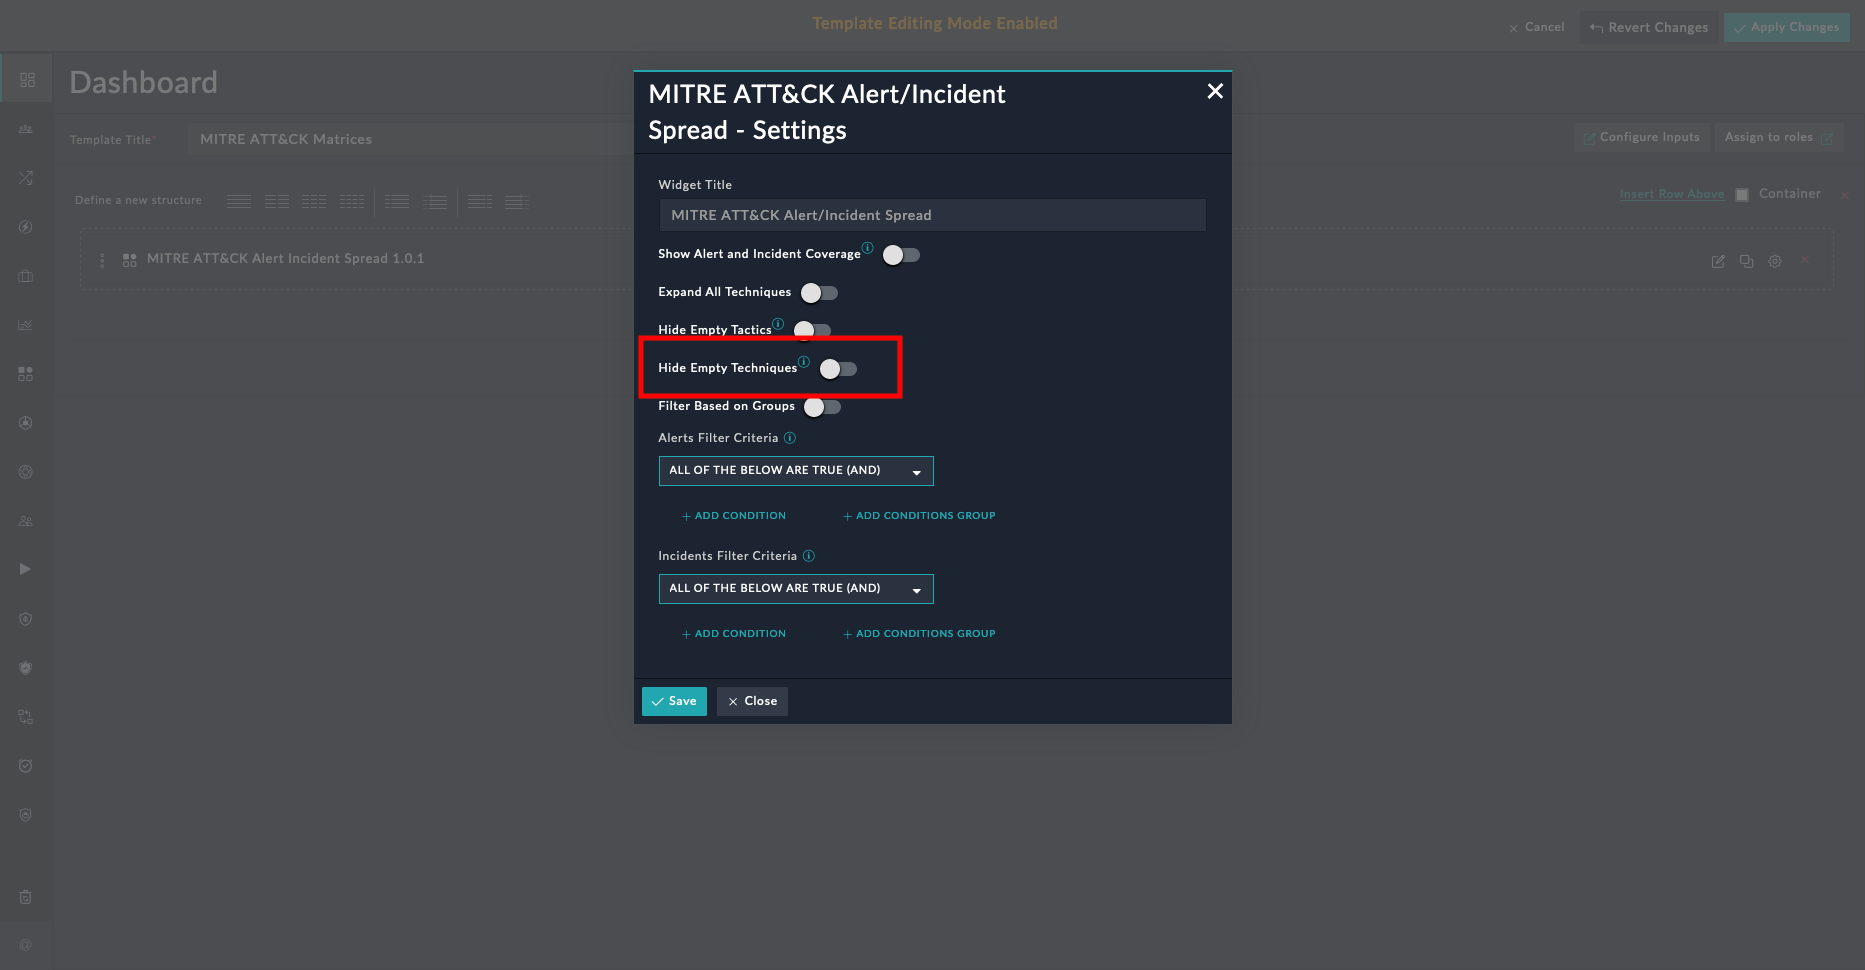 Template Editing Mode Enabled
Cancel
Revert Changes
Apply Changes
Dashboard
Template Title*
MITRE ATT&CK Matrices
Configure Inputs
Assign to roles
Define a new structure
Insert Row Above
Container
MITRE ATT&CK Alert Incident Spread 1.0.1
MITRE ATT&CK Alert/Incident
Spread - Settings
Widget Title
MITRE ATT&CK Alert/Incident Spread
Show Alert and Incident Coverage
Expand All Techniques
Hide Empty Tactics
Hide Empty Techniques
Filter Based on Groups
Alerts Filter Criteria
ALL OF THE BELOW ARE TRUE (AND)
+ ADD CONDITION
+ ADD CONDITIONS GROUP
Incidents Filter Criteria
ALL OF THE BELOW ARE TRUE (AND)
+ ADD CONDITION
+ ADD CONDITIONS GROUP
Save
Close